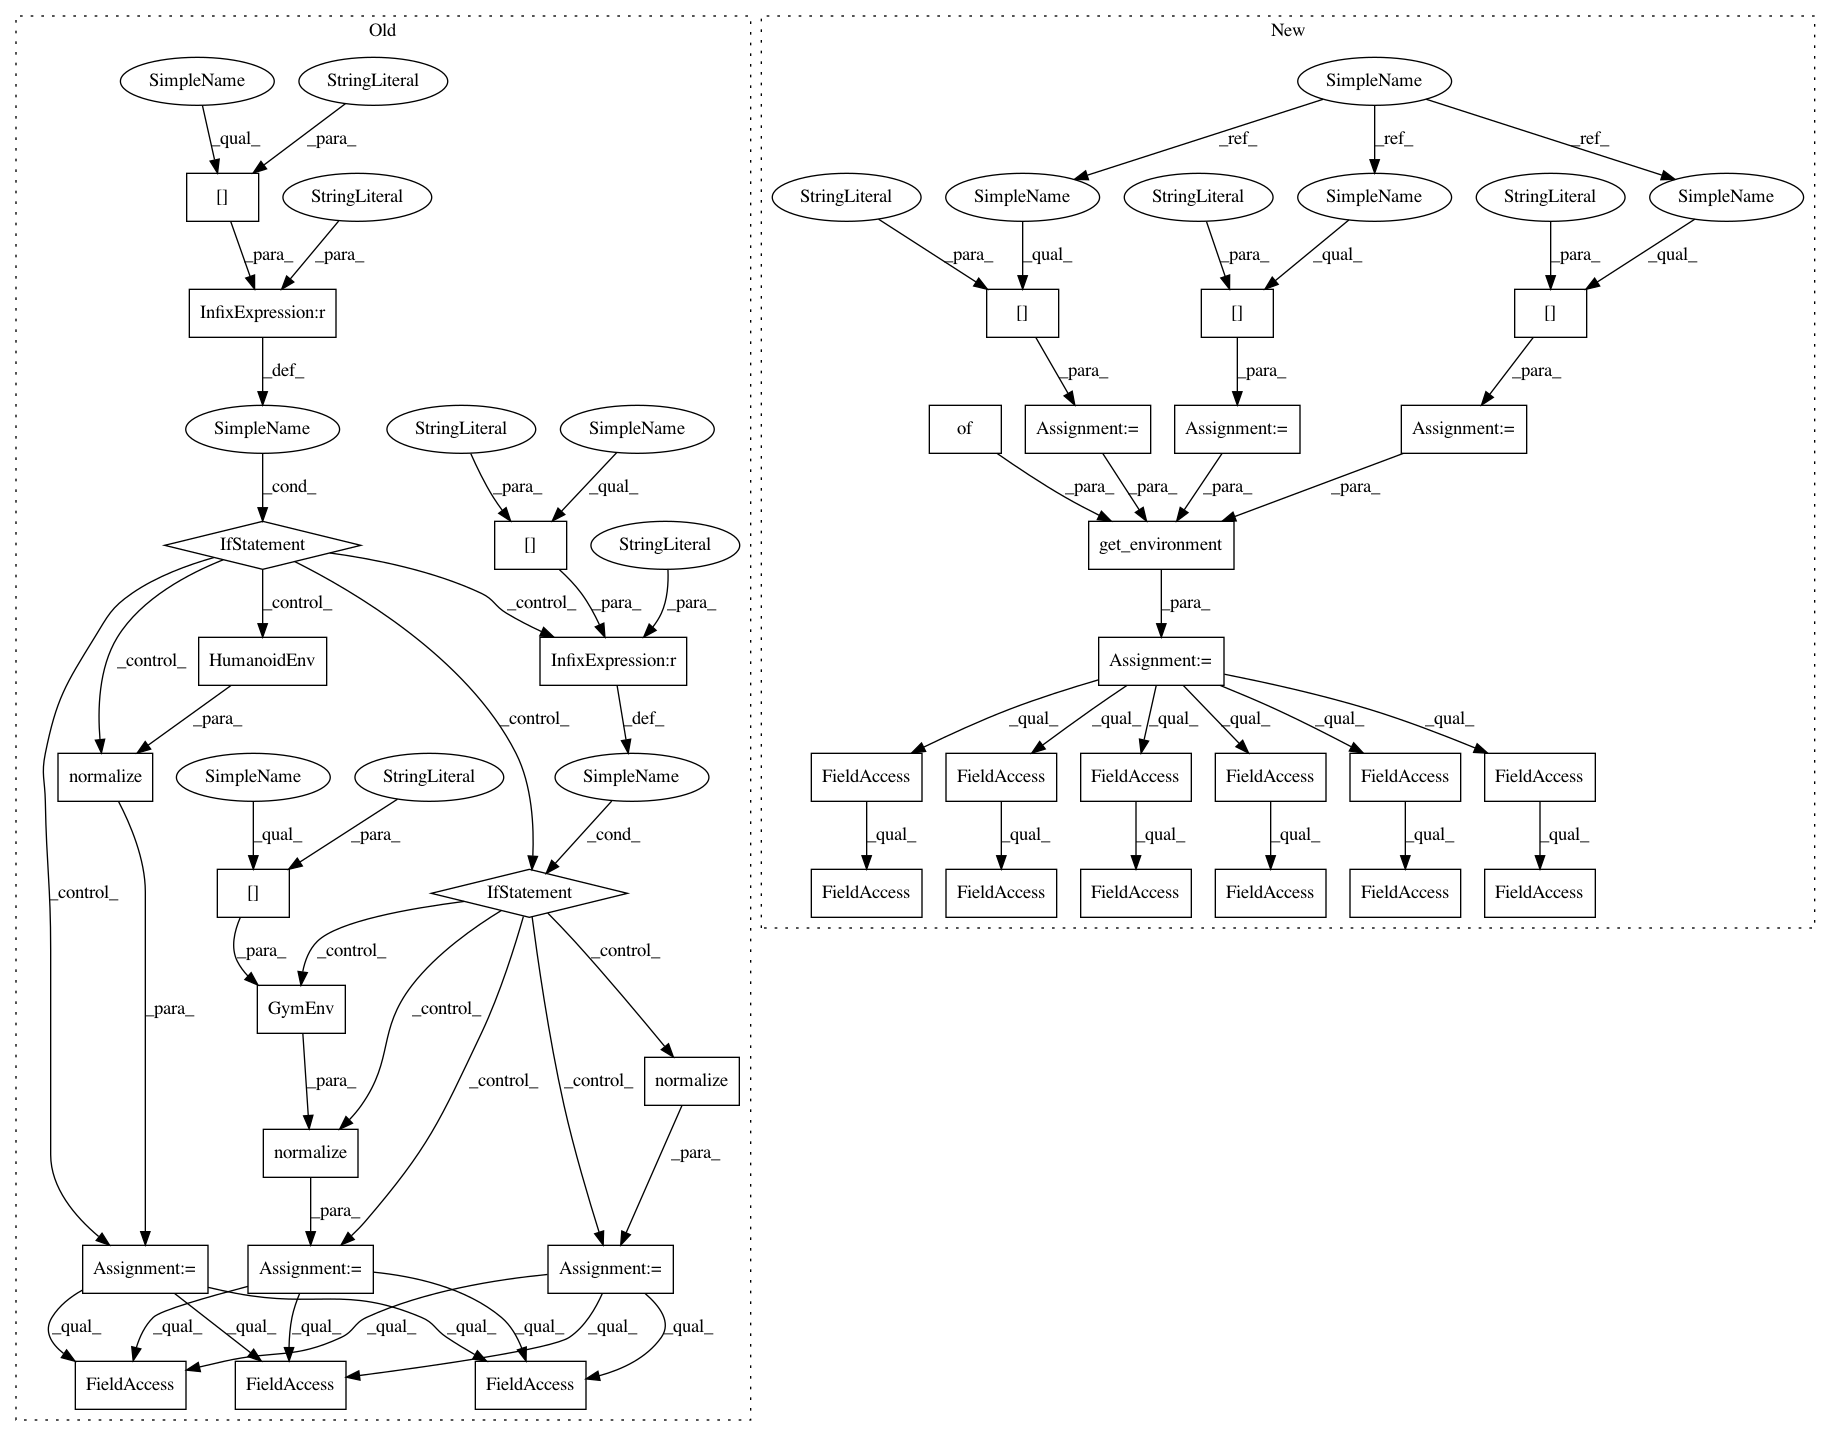 Old
SimpleName
StringLiteral
_qual_
_para_
[]
StringLiteral
_para_
_para_
InfixExpression:r
_def_
SimpleName
StringLiteral
SimpleName
_cond_
_para_
_qual_
IfStatement
[]
StringLiteral
_control_
_control_
_para_
_para_
_control_
HumanoidEnv
InfixExpression:r
_para_
_control_
_def_
normalize
SimpleName
StringLiteral
SimpleName
_qual_
_para_
_cond_
_control_
[]
IfStatement
_para_
_control_
_control_
_para_
_control_
GymEnv
_para_
_control_
_control_
normalize
normalize
_para_
_para_
Assignment:=
Assignment:=
Assignment:=
_qual_
_qual_
_qual_
_qual_
_qual_
_qual_
_qual_
_qual_
_qual_
FieldAccess
FieldAccess
FieldAccess
New
SimpleName
_ref_
_ref_
_ref_
StringLiteral
SimpleName
StringLiteral
SimpleName
StringLiteral
SimpleName
_para_
_qual_
_para_
_qual_
_para_
_qual_
[]
[]
[]
_para_
_para_
_para_
of
Assignment:=
Assignment:=
Assignment:=
_para_
_para_
_para_
_para_
get_environment
_para_
Assignment:=
_qual_
_qual_
_qual_
_qual_
_qual_
_qual_
FieldAccess
FieldAccess
FieldAccess
FieldAccess
FieldAccess
FieldAccess
_qual_
_qual_
_qual_
_qual_
_qual_
_qual_
FieldAccess
FieldAccess
FieldAccess
FieldAccess
FieldAccess
FieldAccess